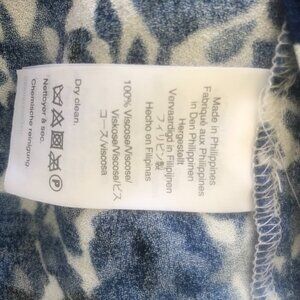 Made in Philippines
Fabriqué aux Philippines
In Den Philippinen
Hergestellt
Vervaardigd in Filipijnen
フィリピン製
Hecho en Filipinas
100% Viscose/Viscose/
Viskose/Viscose/ビス
コース/viscosa
Dry clean.
Nettoyer à sec.
Chemische reinigung.